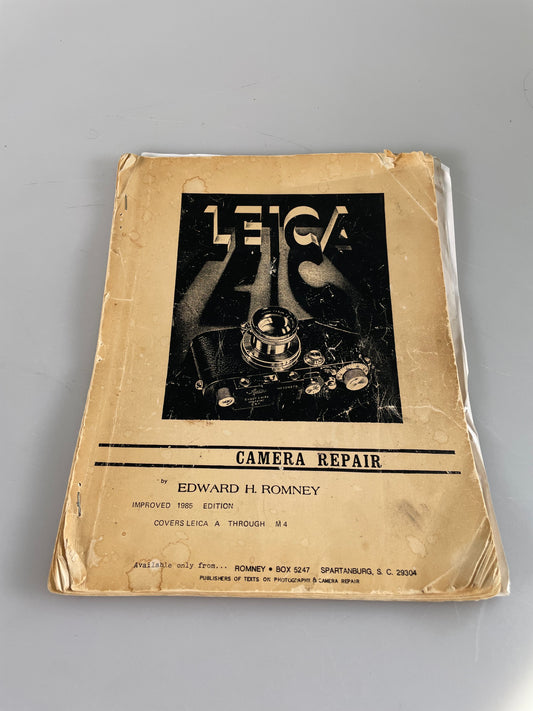 LEICA
CAMERA REPAIR
by
EDWARD H. ROMNEY
IMPROVED 1985 EDITION
COVERS LEICA A THROUGH M4
Available only from... ROMNEY • BOX 5247 SPARTANBURG, S. C. 29304
PUBLISHERS OF TEXTS ON PHOTOGRAPHY & CAMERA REPAIR